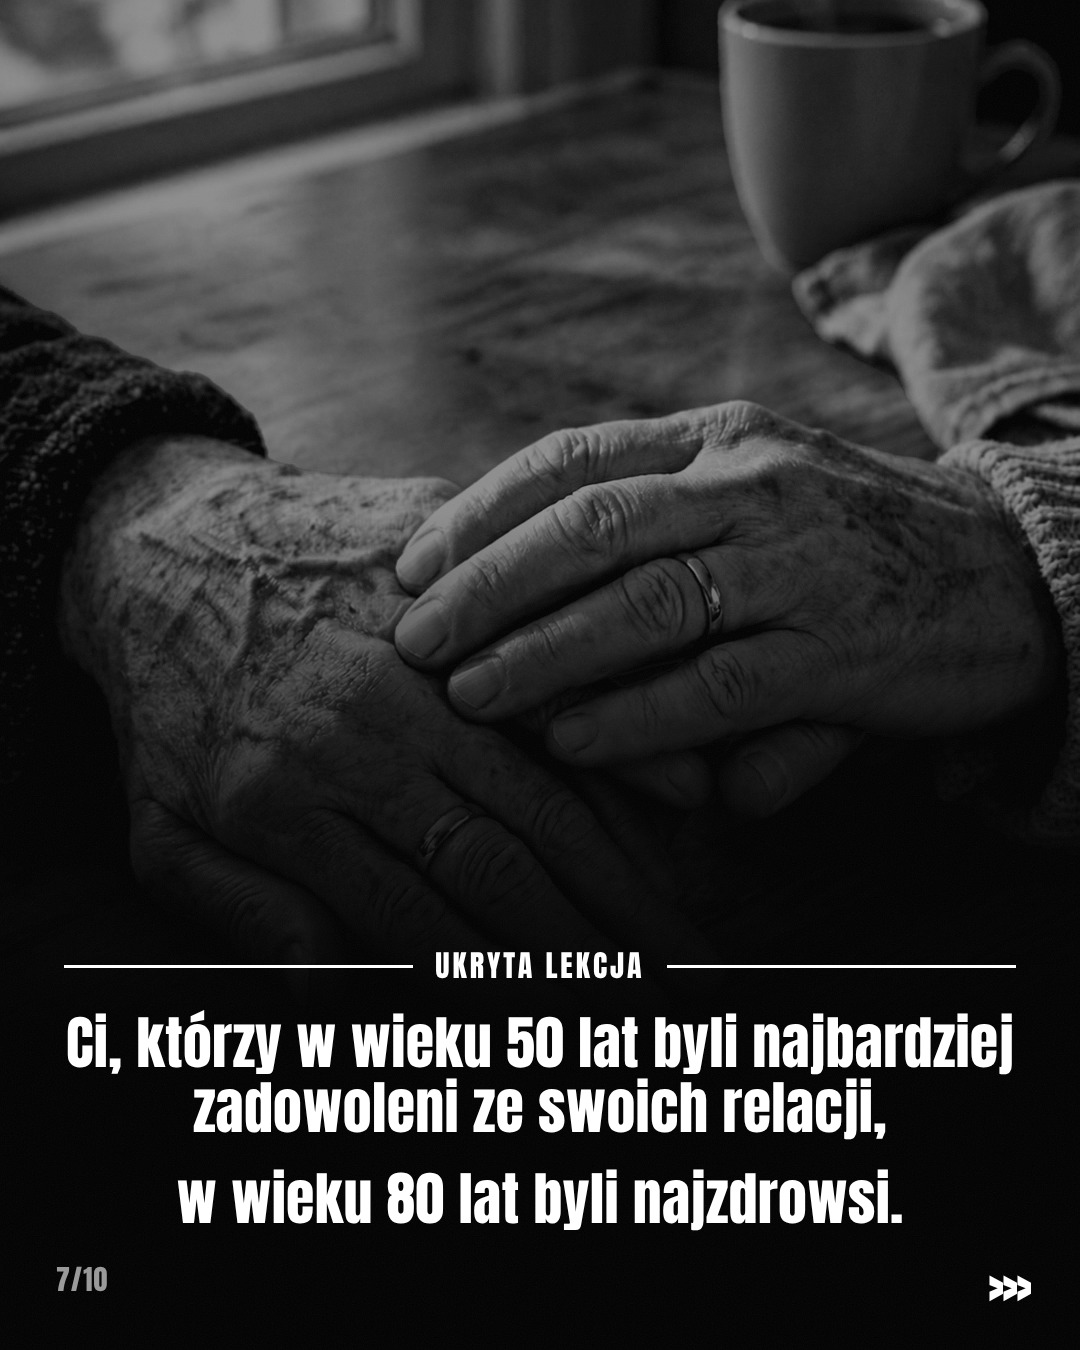 UKRYTA LEKCJA
Ci, którzy w wieku 50 lat byli najbardziej
zadowoleni ze swoich relacji,
w wieku 80 lat byli najzdrowsi.
7/10
>>>